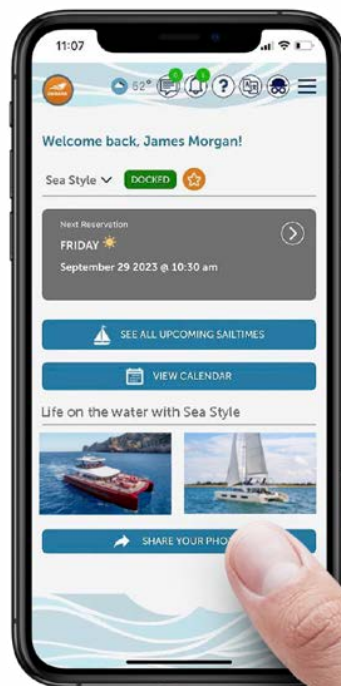 11:07
62°
Welcome back, James Morgan!
Sea Style
DOCKED
Next Reservation
FRIDAY
September 29 2023 @ 10:30 am
SEE ALL UPCOMING SAILTIMES
VIEW CALENDAR
Life on the water with Sea Style
SHARE YOUR